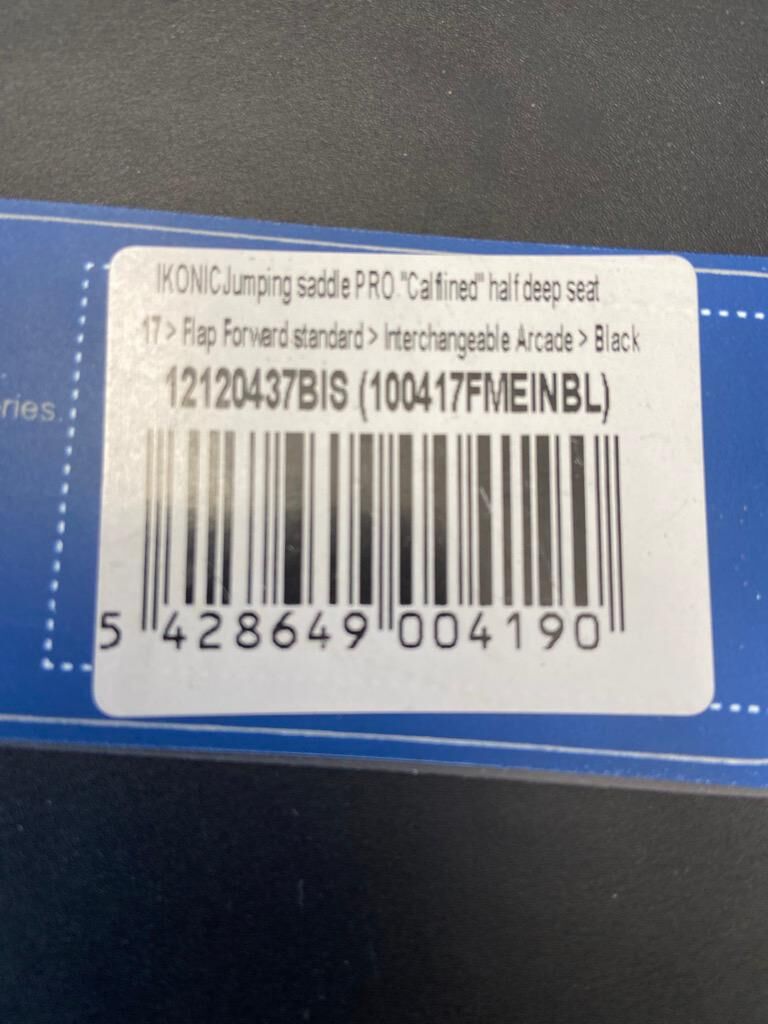 IKONIC Jumping saddle PRO "Calflined" half deep seat
17 > Flap Forward standard > Interchangeable Arcade > Black
ries.
12120437BIS (100417FMEINBL)
5 428649 004190